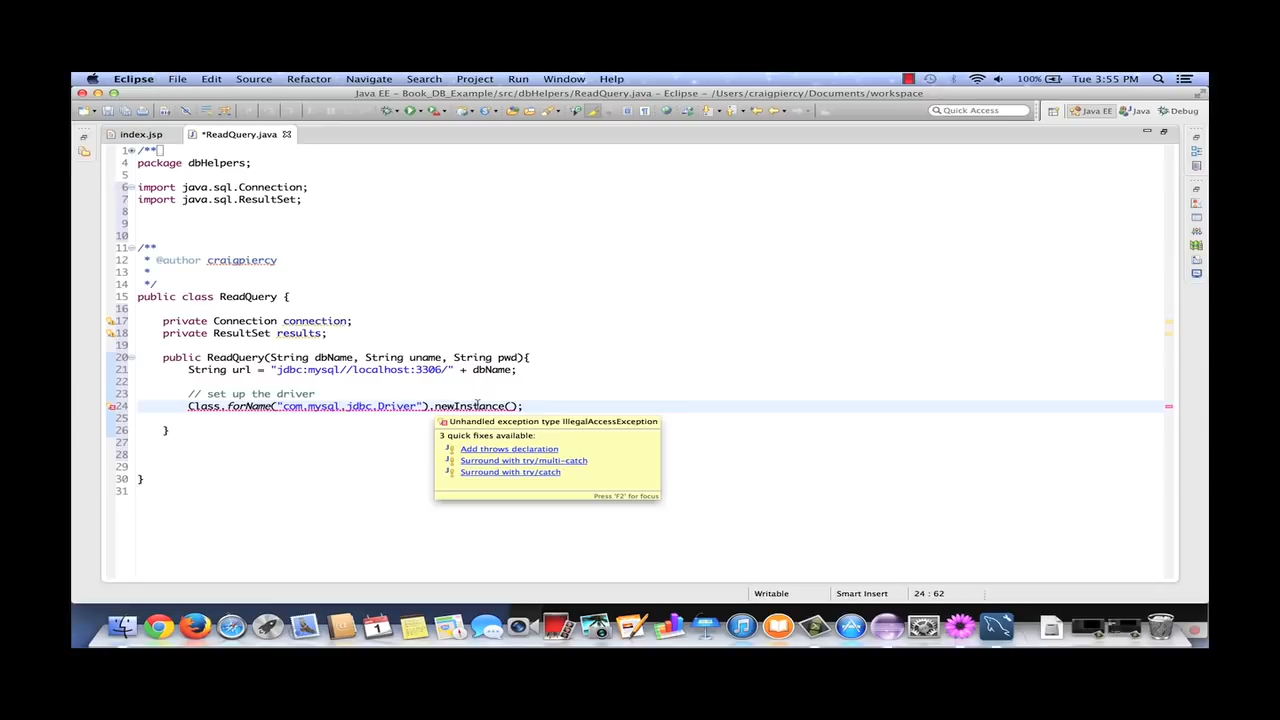 Eclipse File Edit Source Refactor Navigate Search Project Run Window Help 100% Tue 3:55 PM
Java EE - Book_DB_Example/src/dbHelpers/ReadQuery.java - Eclipse - /Users/craigpiercy/Documents/workspace
Quick Access Java EE Java Debug
index.jsp *ReadQuery.java
1 /**
4 package dbHelpers;
5
6 import java.sql.Connection;
7 import java.sql.ResultSet;
8
9
10
11 /**
12 * @author craigpiercy
13 *
14 */
15 public class ReadQuery {
16
17 private Connection connection;
18 private ResultSet results;
19
20 public ReadQuery(String dbName, String uname, String pwd){
21 String url = "jdbc:mysql//localhost:3306/" + dbName;
22
23 // set up the driver
24 Class.forName("com.mysql.jdbc.Driver").newInstance();
25
26 }
27
28
29
30 }
31
Unhandled exception type IllegalAccessException
3 quick fixes available:
Add throws declaration
Surround with try/multi-catch
Surround with try/catch
Press 'F2' for focus
Writable Smart Insert 24 : 62